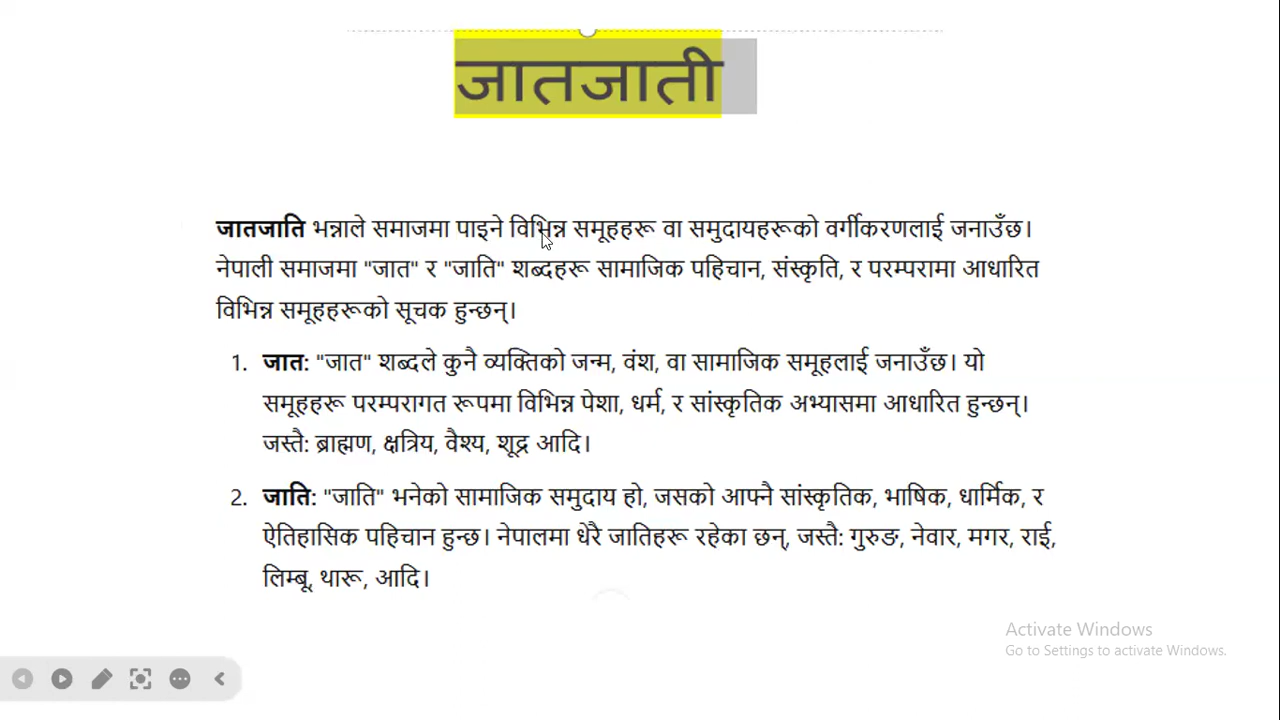 जातजाती
जातजाति भन्नाले समाजमा पाइने विभिन्न समूहहरू वा समुदायहरूको वर्गीकरणलाई जनाउँछ।
नेपाली समाजमा "जात" र "जाति" शब्दहरू सामाजिक पहिचान, संस्कृति, र परम्परामा आधारित
विभिन्न समूहहरूको सूचक हुन्छन्।
1. जात: "जात" शब्दले कुनै व्यक्तिको जन्म, वंश, वा सामाजिक समूहलाई जनाउँछ। यो
समूहहरू परम्परागत रूपमा विभिन्न पेशा, धर्म, र सांस्कृतिक अभ्यासमा आधारित हुन्छन्।
जस्तै: ब्राह्मण, क्षत्रिय, वैश्य, शूद्र आदि।
2. जाति: "जाति" भनेको सामाजिक समुदाय हो, जसको आफ्नै सांस्कृतिक, भाषिक, धार्मिक, र
ऐतिहासिक पहिचान हुन्छ। नेपालमा धेरै जातिहरू रहेका छन्, जस्तै: गुरुङ, नेवार, मगर, राई,
लिम्बू, थारू, आदि।
Activate Windows
Go to Settings to activate Windows.